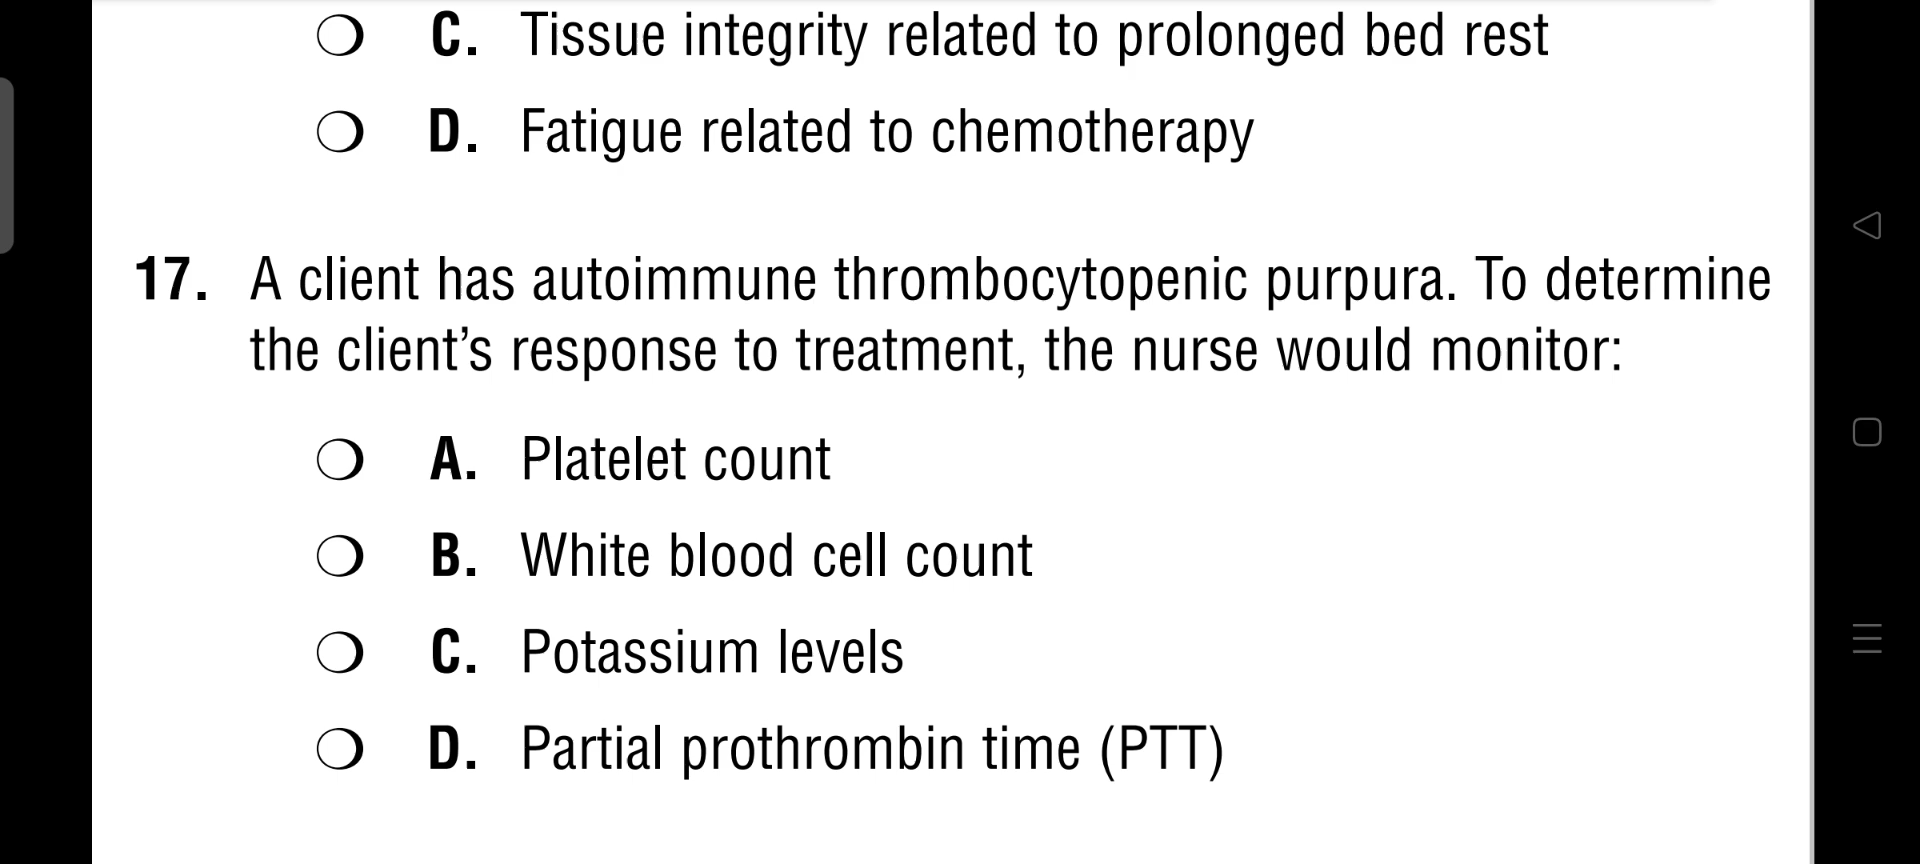 C. Tissue integrity related to prolonged bed rest
D. Fatigue related to chemotherapy
17. A client has autoimmune thrombocytopenic purpura. To determine
the client’s response to treatment, the nurse would monitor:
A. Platelet count
B. White blood cell count
C. Potassium levels
D. Partial prothrombin time (PTT)